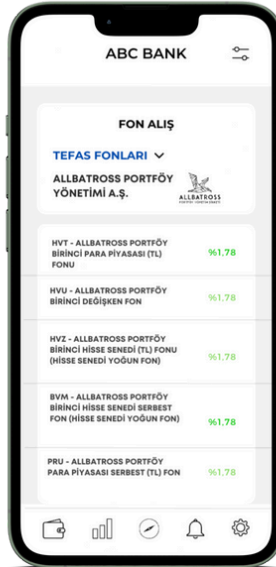 ABC BANK
FON ALIŞ
TEFAS FONLARI
ALLBATROSS PORTFÖY
YÖNETİMİ A.Ş.
ALLBATROSS
HVT - ALLBATROSS PORTFÖY
BİRİNCİ PARA PİYASASI (TL)
FONU
%1,78
HVU - ALLBATROSS PORTFÖY
BİRİNCİ DEĞİŞKEN FON
%1,78
HVZ - ALLBATROSS PORTFÖY
BİRİNCİ HİSSE SENEDİ (TL) FONU
(HİSSE SENEDİ YOĞUN FON)
%1,78
BVM - ALLBATROSS PORTFÖY
BİRİNCİ HİSSE SENEDİ SERBEST
FON (HİSSE SENEDİ YOĞUN FON)
%1,78
PRU - ALLBATROSS PORTFÖY
PARA PİYASASI SERBEST (TL) FON
%1,78